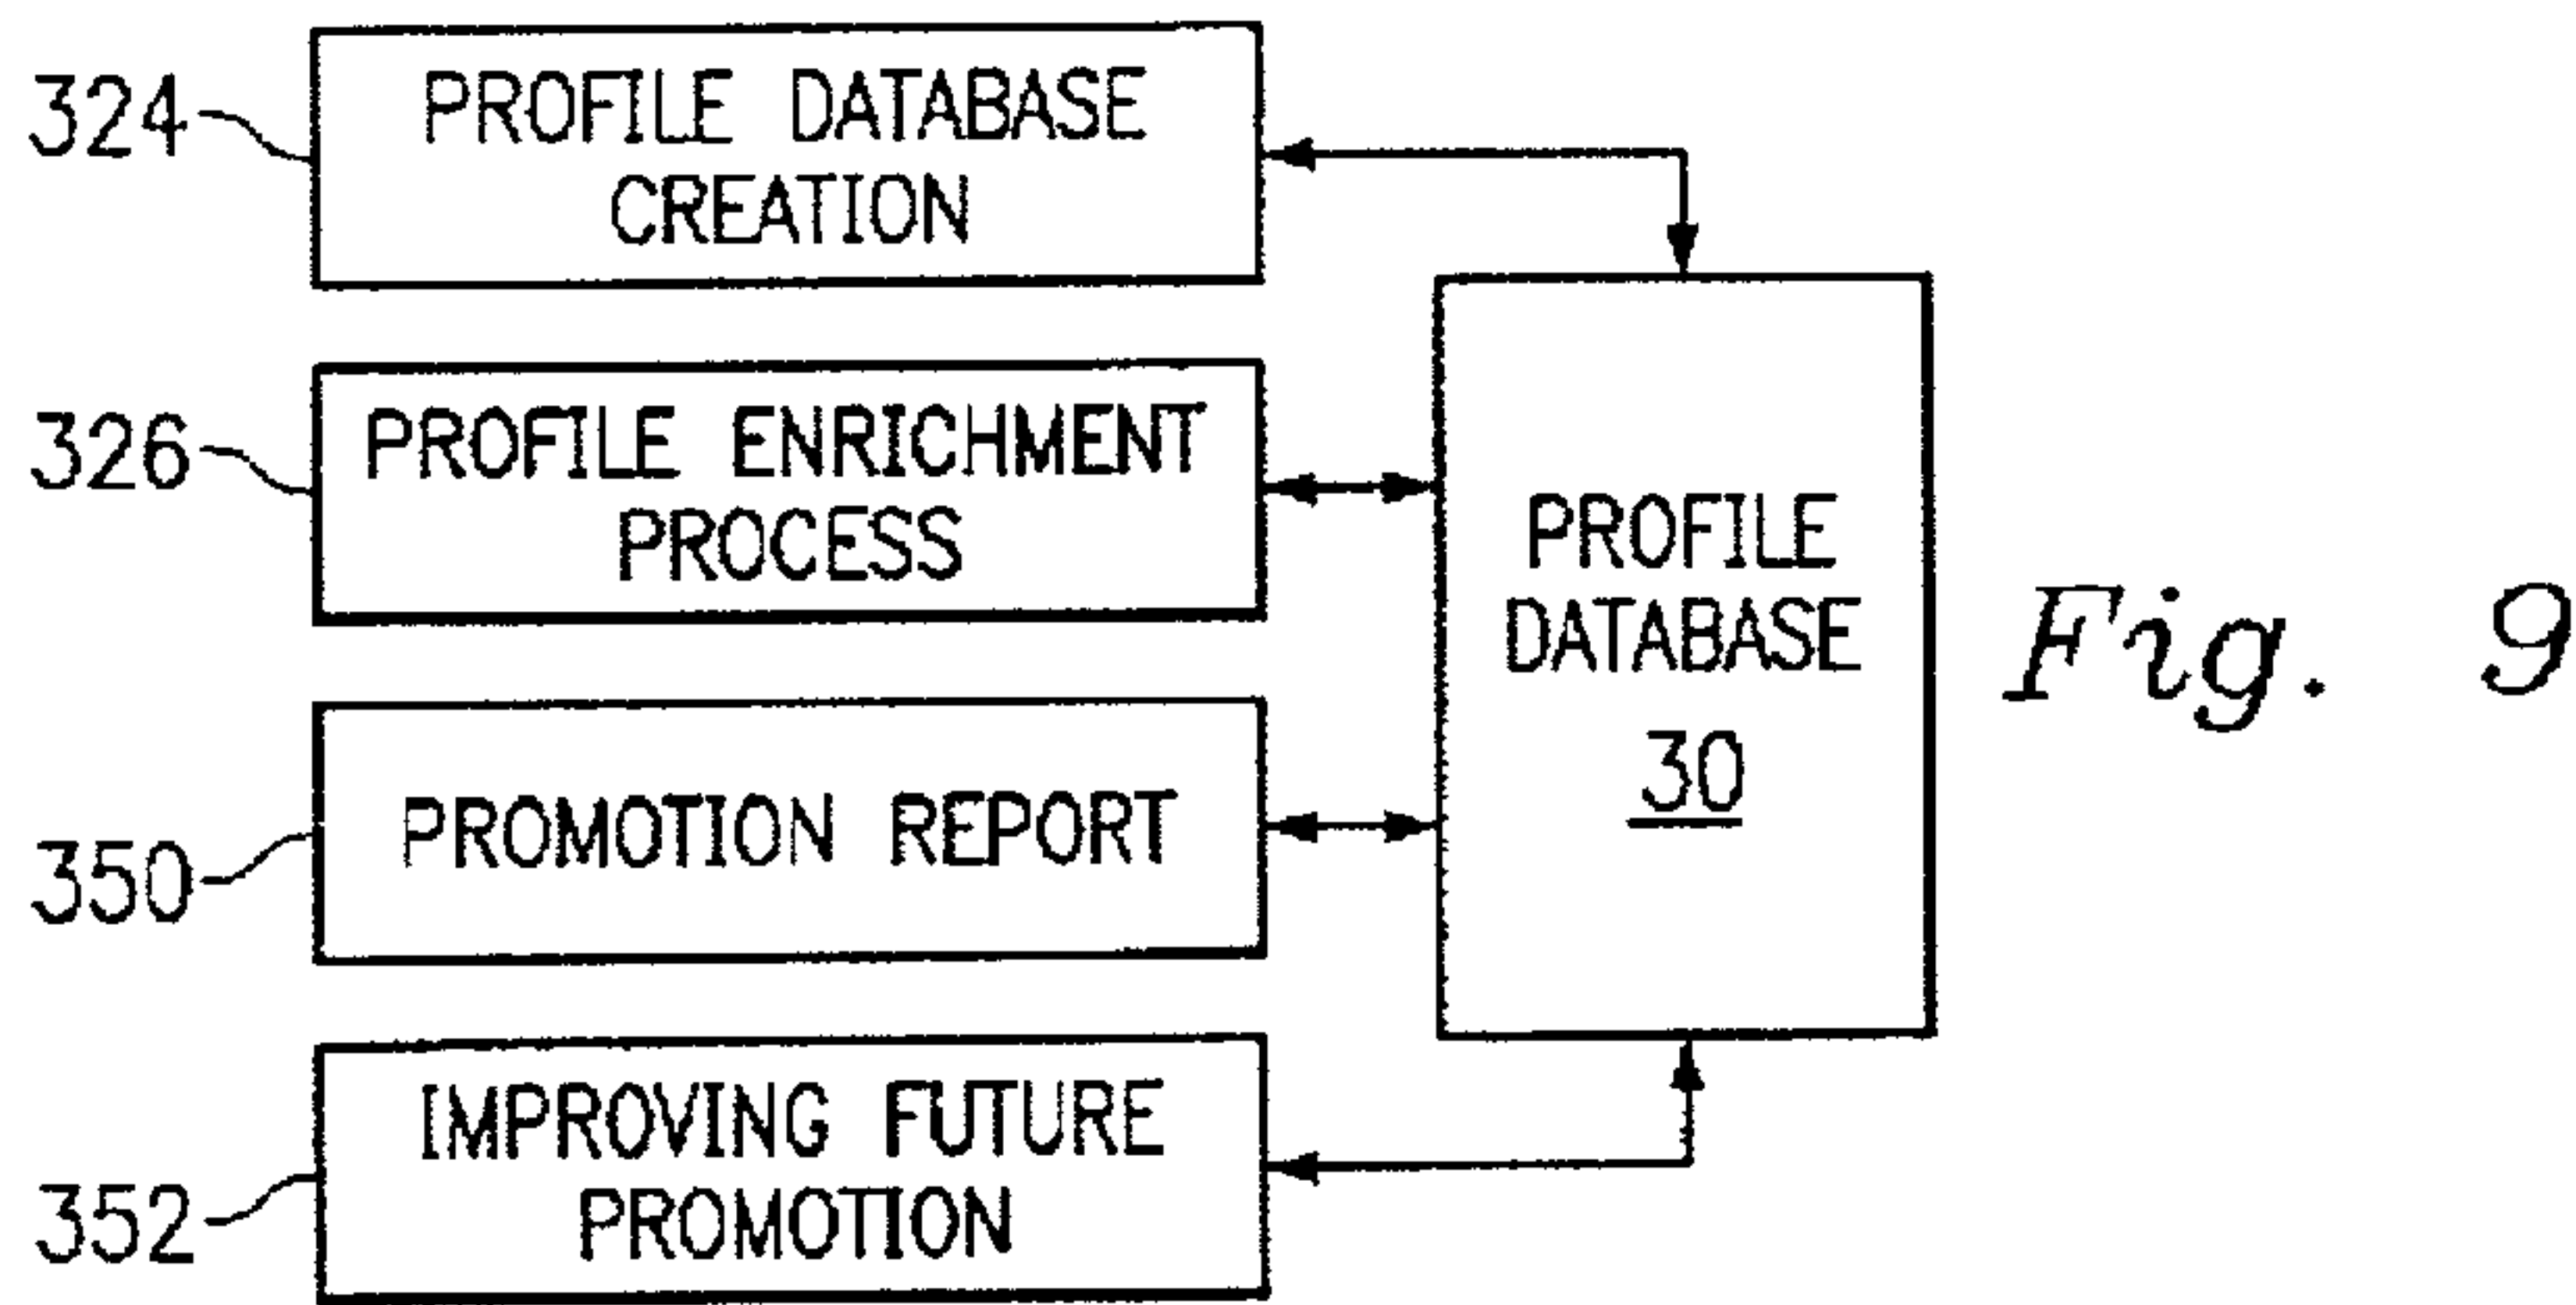 324
PROFILE DATABASE
CREATION
326
PROFILE ENRICHMENT
PROCESS
350
PROMOTION REPORT
352
IMPROVING FUTURE
PROMOTION
PROFILE
DATABASE
30
Fig. 9